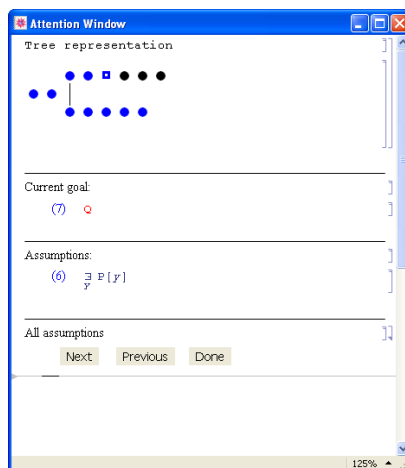 Attention Window
Tree representation
Current goal:
(7) Q
Assumptions:
(6) ∃ P[y]
y
All assumptions
Next Previous Done
125%